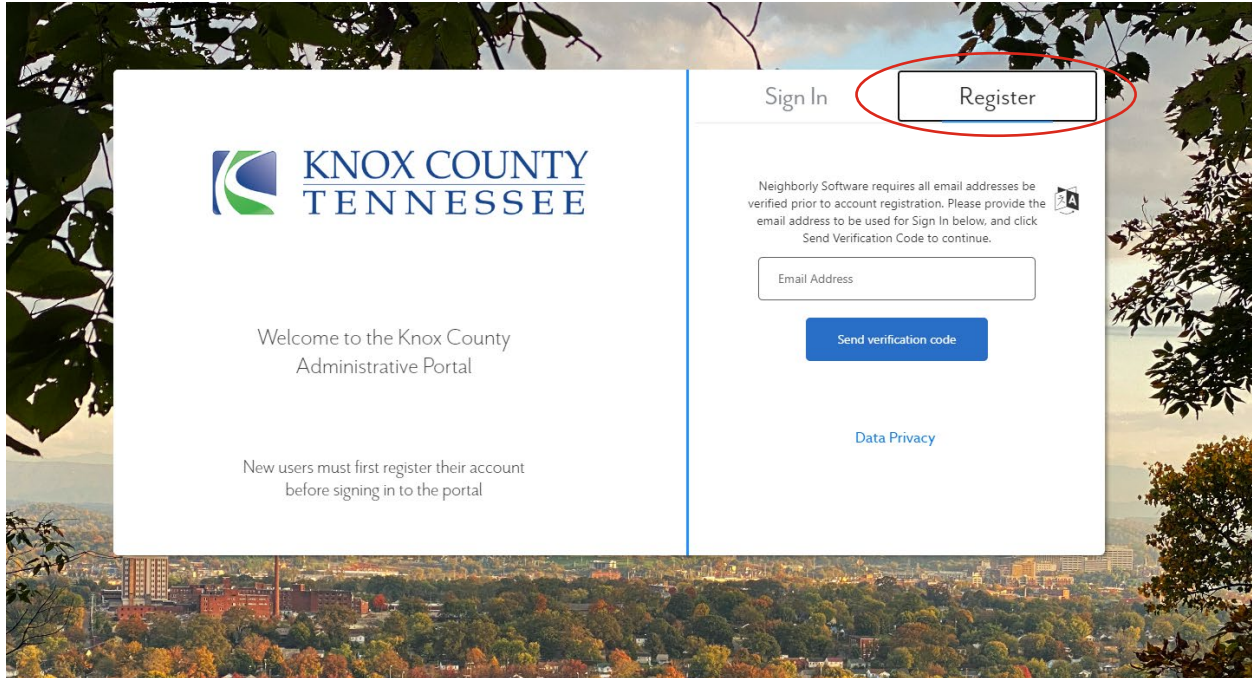 KNOX COUNTY
TENNESSEE
Welcome to the Knox County
Administrative Portal
New users must first register their account
before signing in to the portal
Sign In
Register
Neighborly Software requires all email addresses be
verified prior to account registration. Please provide the
email address to be used for Sign In below, and click
Send Verification Code to continue.
A
Email Address
Send verification code
Data Privacy